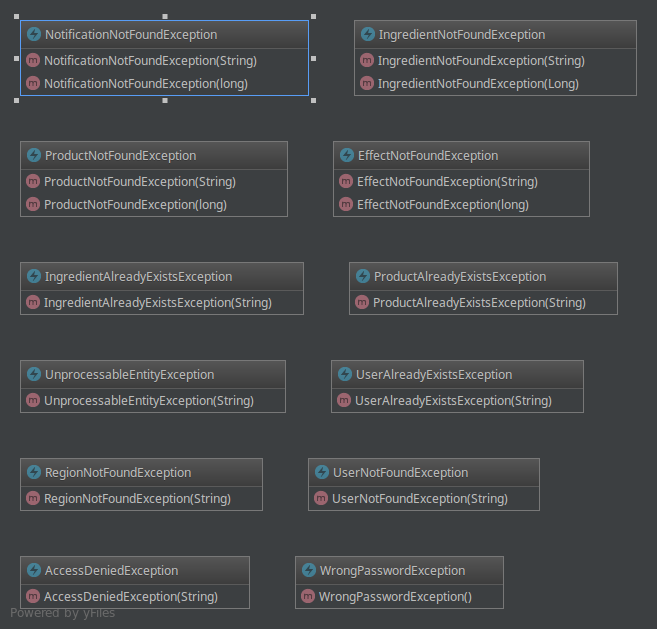 NotificationNotFoundException
NotificationNotFoundException(String)
NotificationNotFoundException(long)
IngredientNotFoundException
IngredientNotFoundException(String)
IngredientNotFoundException(Long)
ProductNotFoundException
ProductNotFoundException(String)
ProductNotFoundException(long)
EffectNotFoundException
EffectNotFoundException(String)
EffectNotFoundException(long)
IngredientAlreadyExistsException
IngredientAlreadyExistsException(String)
ProductAlreadyExistsException
ProductAlreadyExistsException(String)
UnprocessableEntityException
UnprocessableEntityException(String)
UserAlreadyExistsException
UserAlreadyExistsException(String)
RegionNotFoundException
RegionNotFoundException(String)
UserNotFoundException
UserNotFoundException(String)
AccessDeniedException
AccessDeniedException(String)
WrongPasswordException
WrongPasswordException()
Powered by yFiles